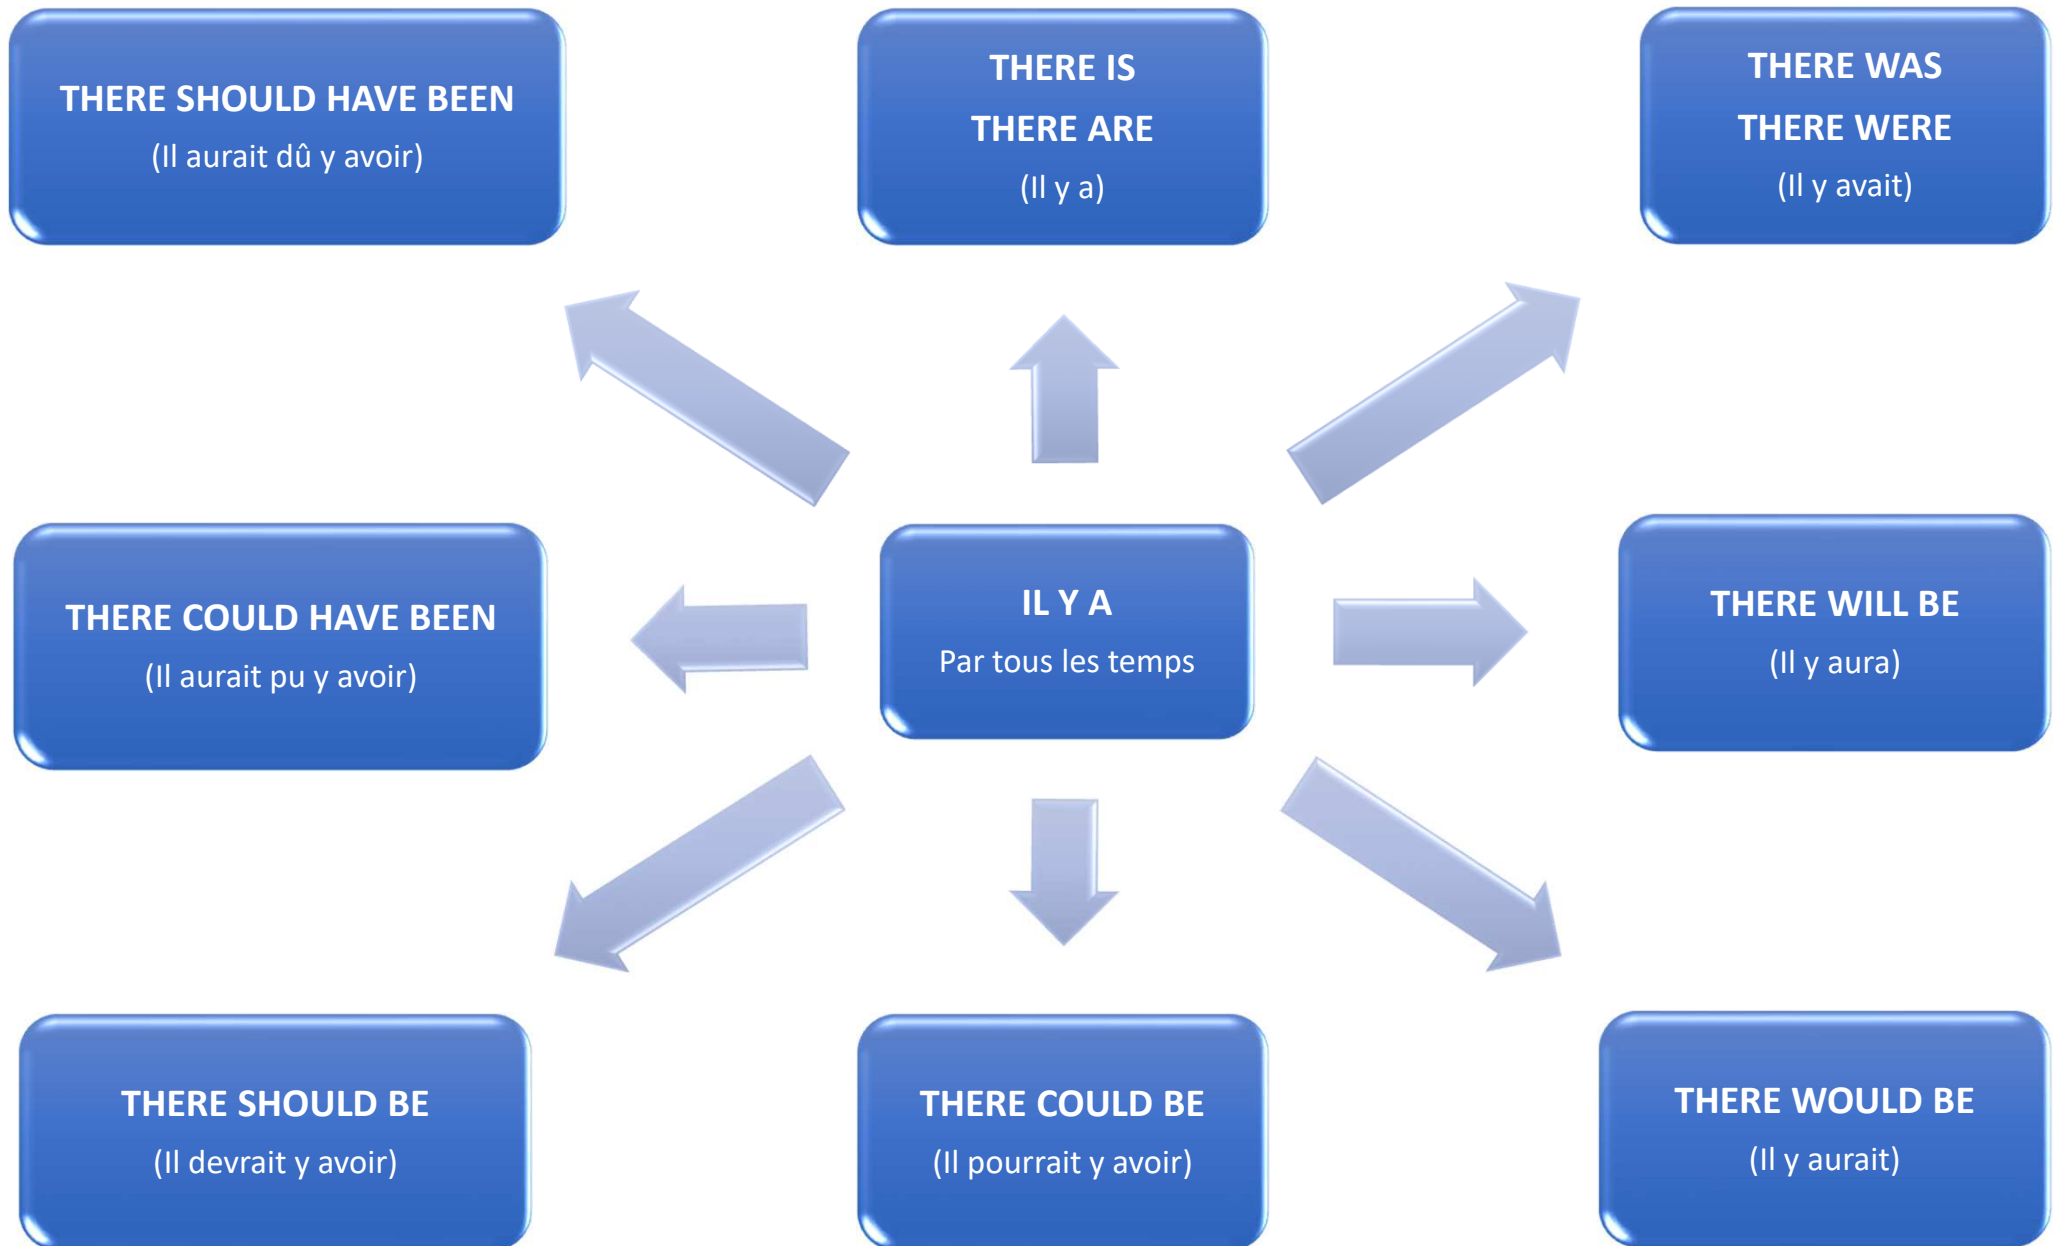 THERE SHOULD HAVE BEEN
(Il aurait dû y avoir)
THERE IS
THERE ARE
(Il y a)
THERE WAS
THERE WERE
(Il y avait)
THERE COULD HAVE BEEN
(Il aurait pu y avoir)
IL Y A
Par tous les temps
THERE WILL BE
(Il y aura)
THERE SHOULD BE
(Il devrait y avoir)
THERE COULD BE
(Il pourrait y avoir)
THERE WOULD BE
(Il y aurait)